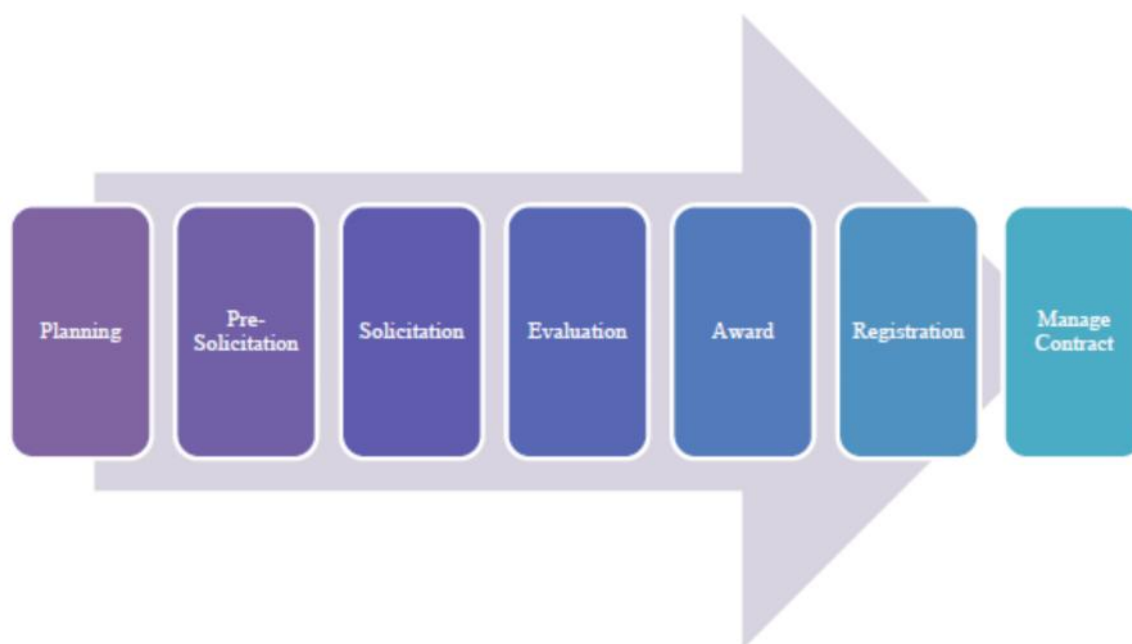 Planning
Pre-
Solicitation
Solicitation
Evaluation
Award
Registration
Manage
Contract